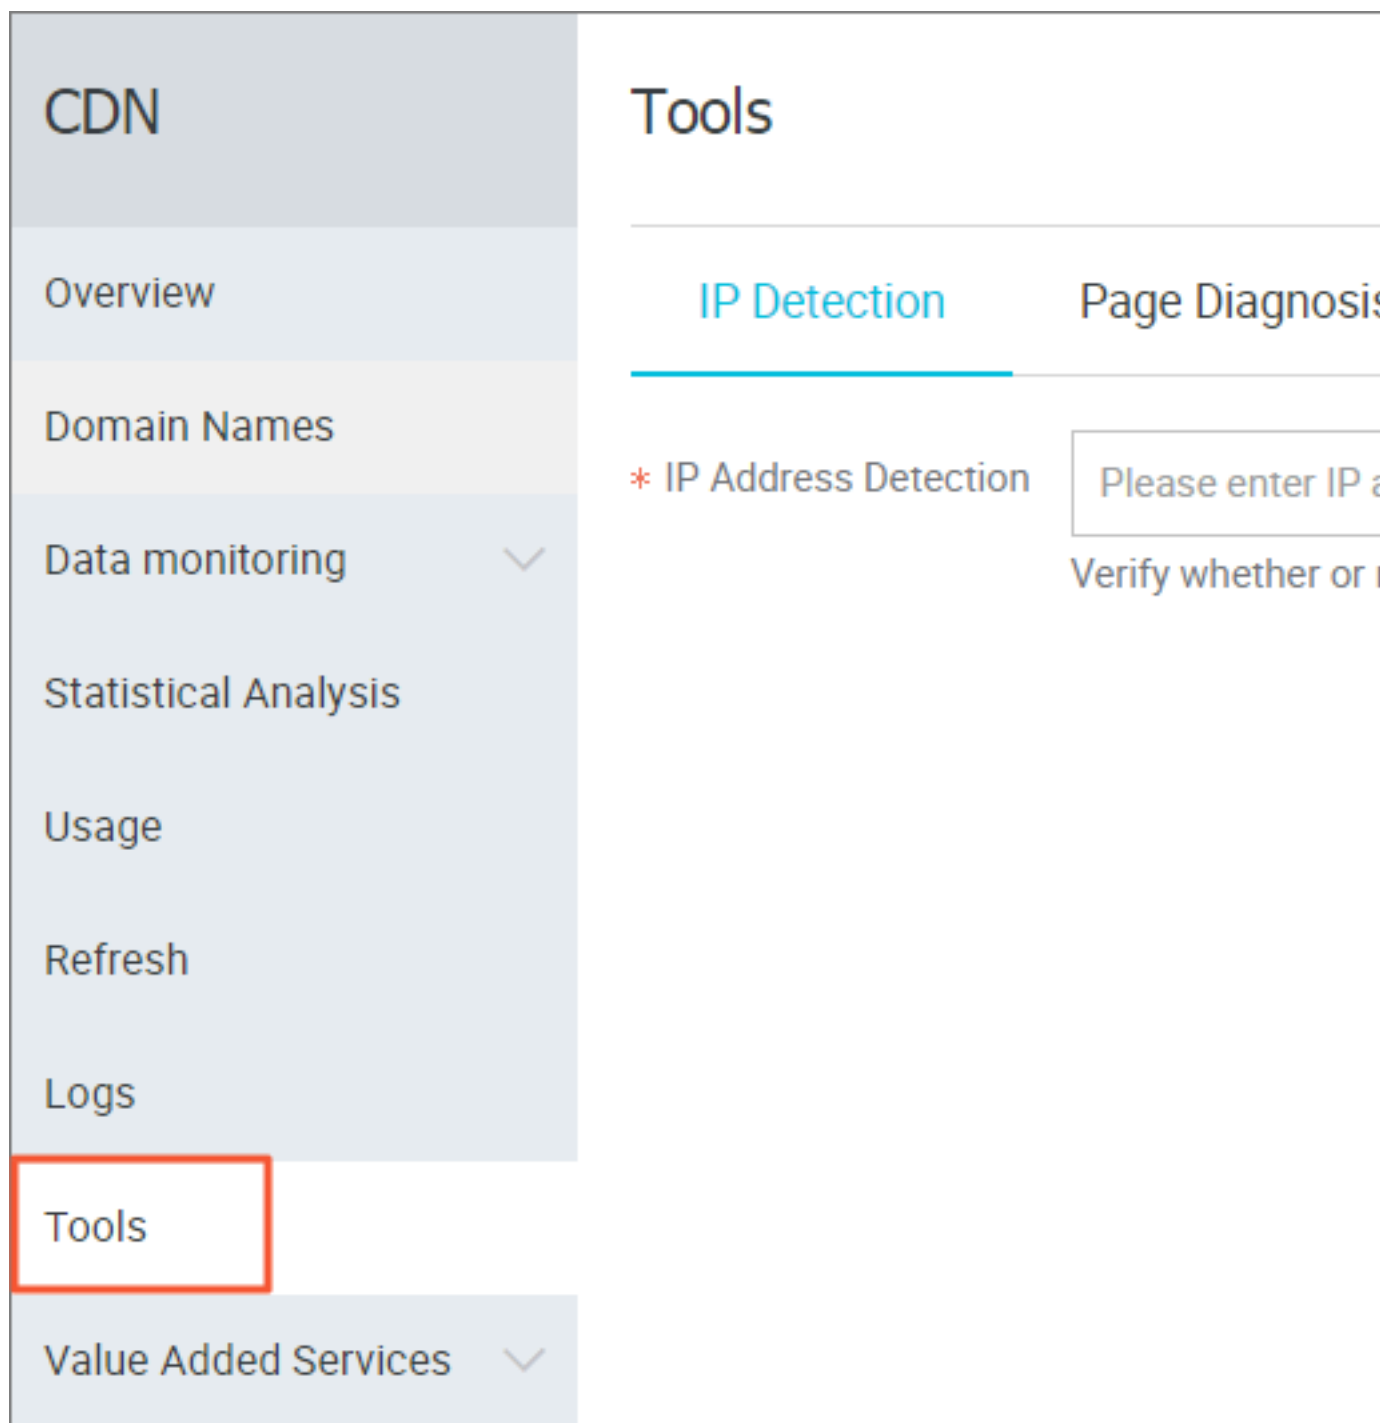 CDN
Overview
Domain Names
Data monitoring
Statistical Analysis
Usage
Refresh
Logs
Tools
Value Added Services
Tools
IP Detection Page Diagnosis
* IP Address Detection Please enter IP
Verify whether or